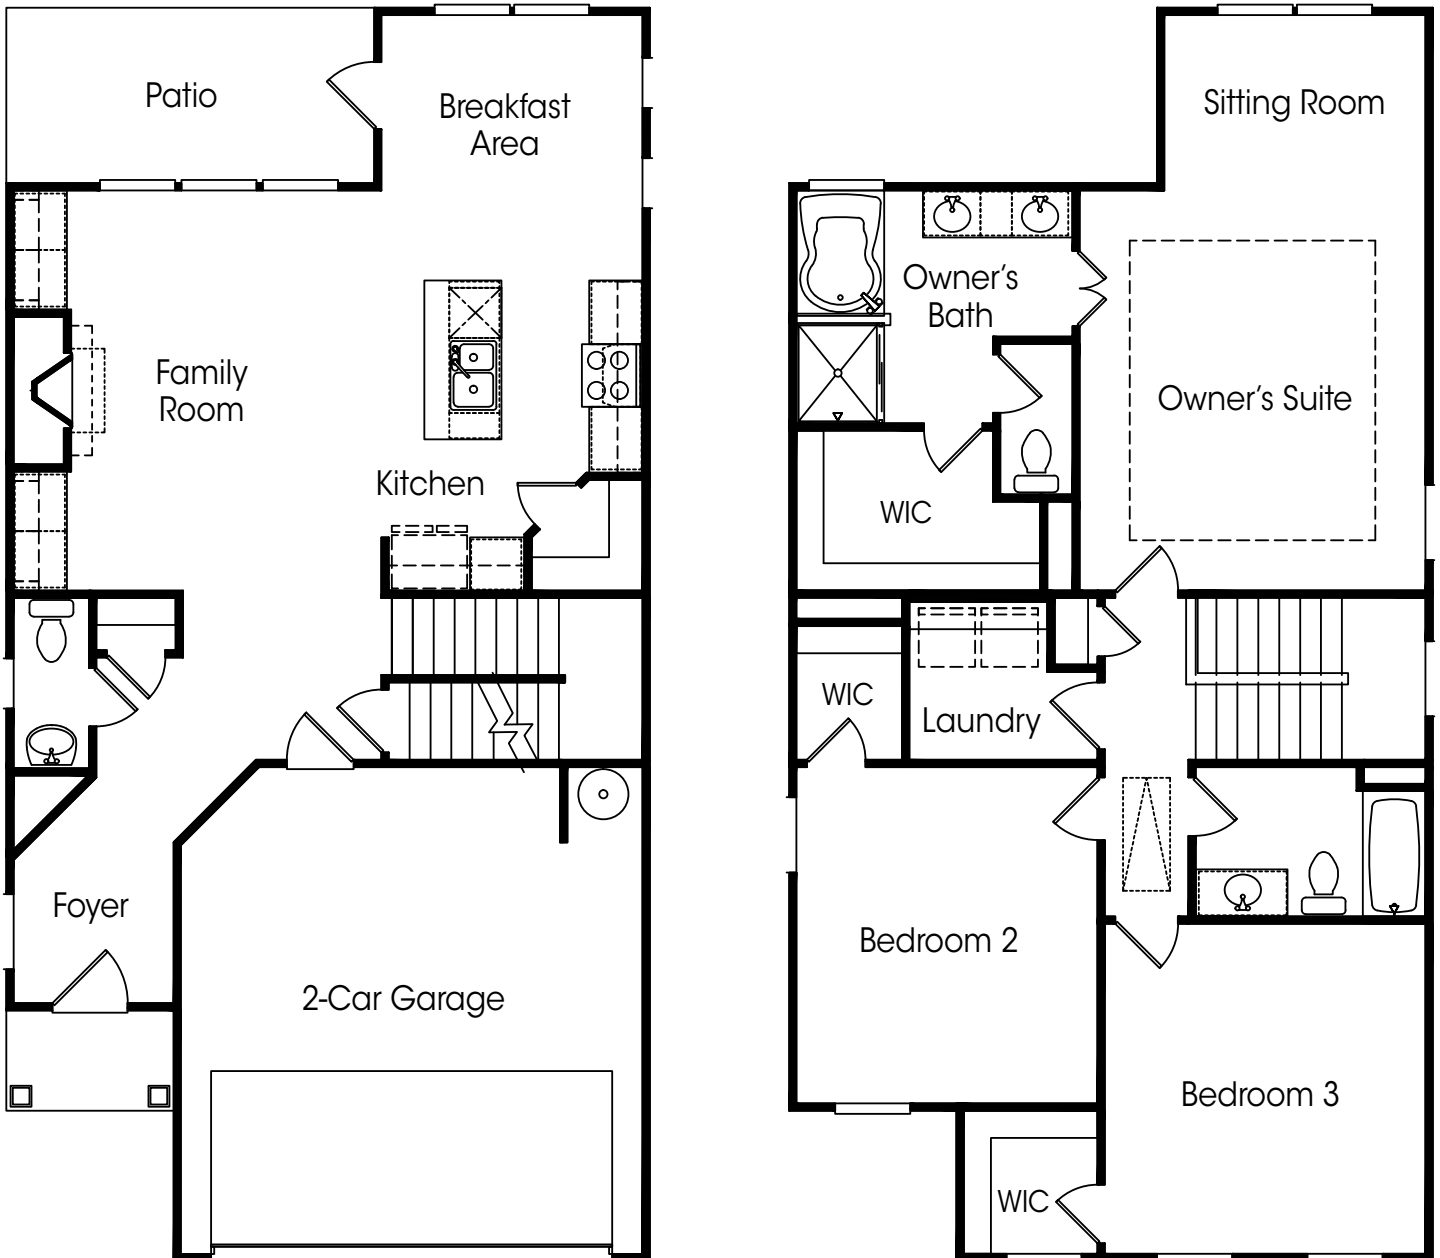 Patio
Breakfast
Area
Family
Room
Kitchen
Foyer
2-Car Garage
Sitting Room
Owner's
Bath
Owner's Suite
WIC
WIC
Laundry
Bedroom 2
Bedroom 3
WIC